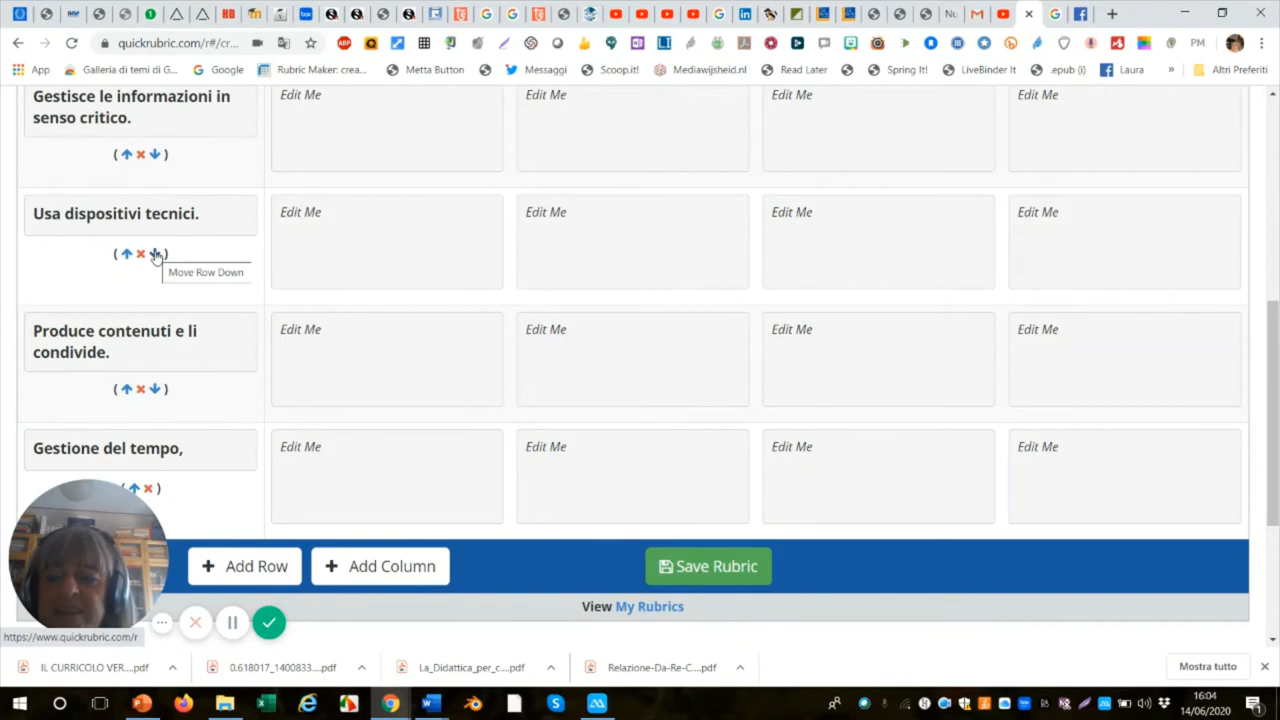 quickrubric.com/r#/cr...
PM
App
Galleria di temi di G...
Google
Rubric Maker: crea...
Metta Button
Messaggi
Scoop.it!
Mediawijsheid.nl
Read Later
Spring It!
LiveBinder It
.epub (i)
Laura
»
Altri Preferiti
Gestisce le informazioni in
senso critico.
Edit Me
Edit Me
Edit Me
Edit Me
Usa dispositivi tecnici.
Edit Me
Edit Me
Edit Me
Edit Me
Move Row Down
Produce contenuti e li
condivide.
Edit Me
Edit Me
Edit Me
Edit Me
Gestione del tempo,
Edit Me
Edit Me
Edit Me
Edit Me
+ Add Row
+ Add Column
Save Rubric
View My Rubrics
https://www.quickrubric.com/r
IL CURRICOLO VER....pdf
0.618017_1400833....pdf
La_Didattica_per_c....pdf
Relazione-Da-Re-C....pdf
Mostra tutto
16:04
14/06/2020